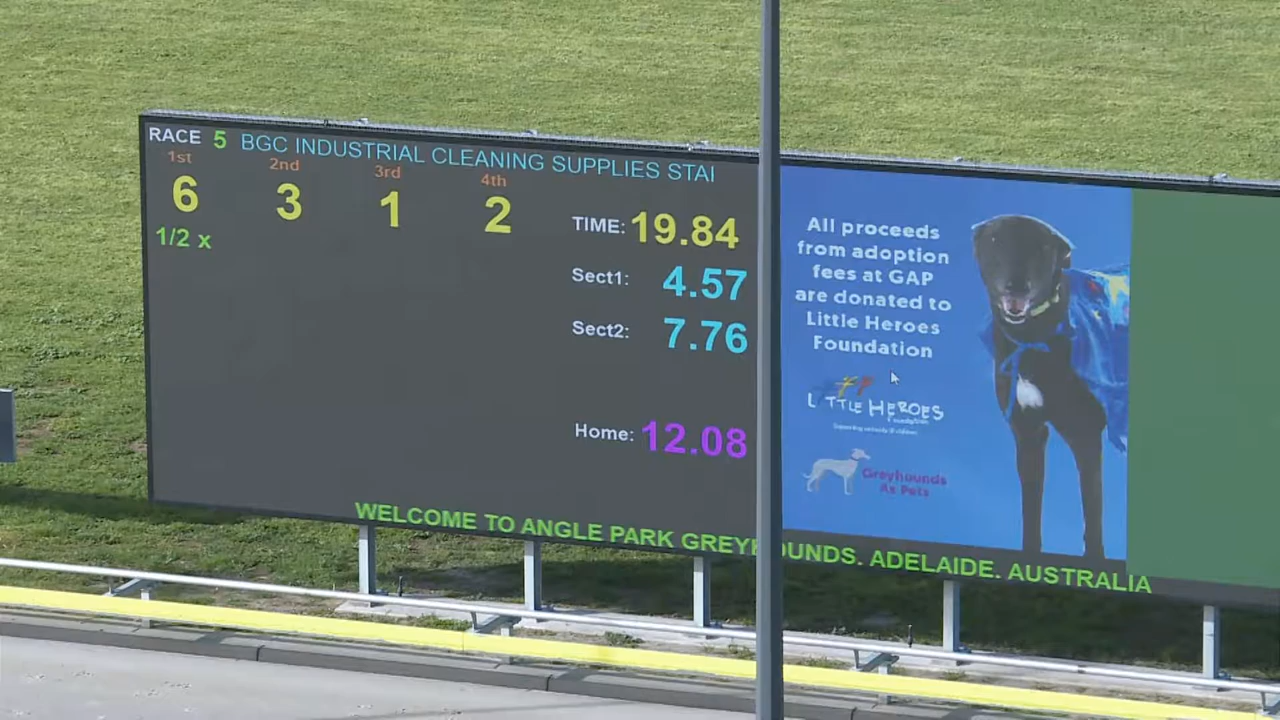 RACE 5 BGC INDUSTRIAL CLEANING SUPPLIES STAI
1st 2nd 3rd 4th
6 3 1 2
1/2 x
TIME: 19.84
Sect1: 4.57
Sect2: 7.76
Home: 12.08
All proceeds
from adoption
fees at GAP
are donated to
Little Heroes
Foundation
LITTLE HEROES
Foundation
Greyhounds
As Pets
WELCOME TO ANGLE PARK GREYHOUNDS. ADELAIDE. AUSTRALIA